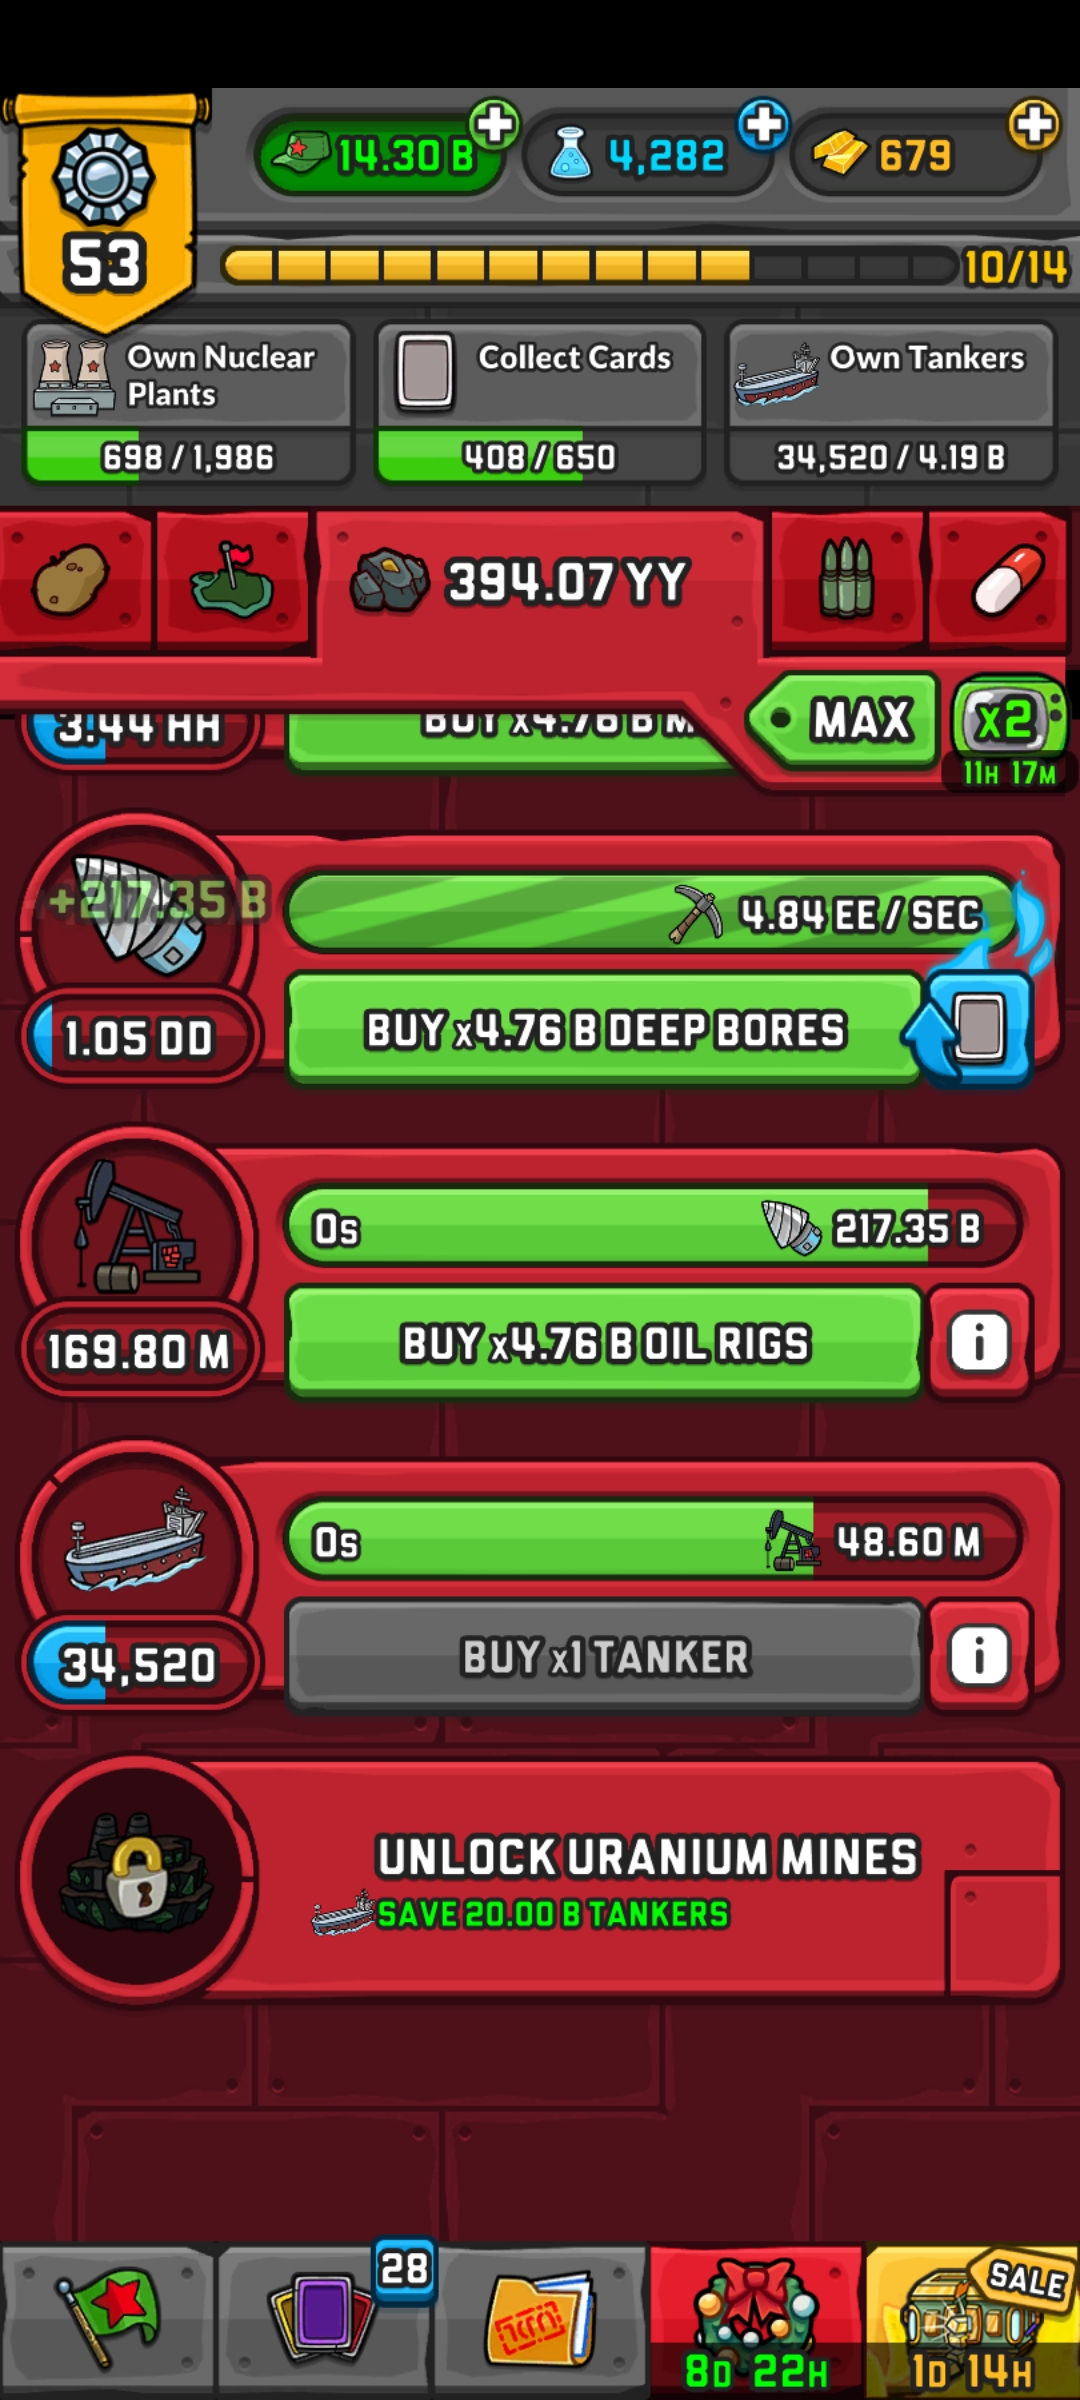 14.30 B
4,282
679
53
10/14
Own Nuclear
Plants
698 / 1,986
Collect Cards
408 / 650
Own Tankers
34,520 / 4.19 B
394.07 YY
MAX
x2
11H 17M
3.44 HH
BUY x4.76 B M
+217.35 B
4.84 EE / SEC
1.05 DD
BUY x4.76 B DEEP BORES
0s
217.35 B
169.80 M
BUY x4.76 B OIL RIGS
i
0s
48.60 M
34,520
BUY x1 TANKER
i
UNLOCK URANIUM MINES
SAVE 20.00 B TANKERS
28
SALE
8D 22H
1D 14H